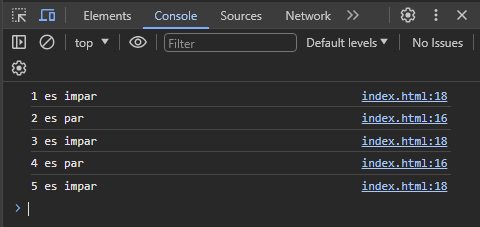 Elements Console Sources Network
top Filter Default levels No Issues
1 es impar index.html:18
2 es par index.html:16
3 es impar index.html:18
4 es par index.html:16
5 es impar index.html:18